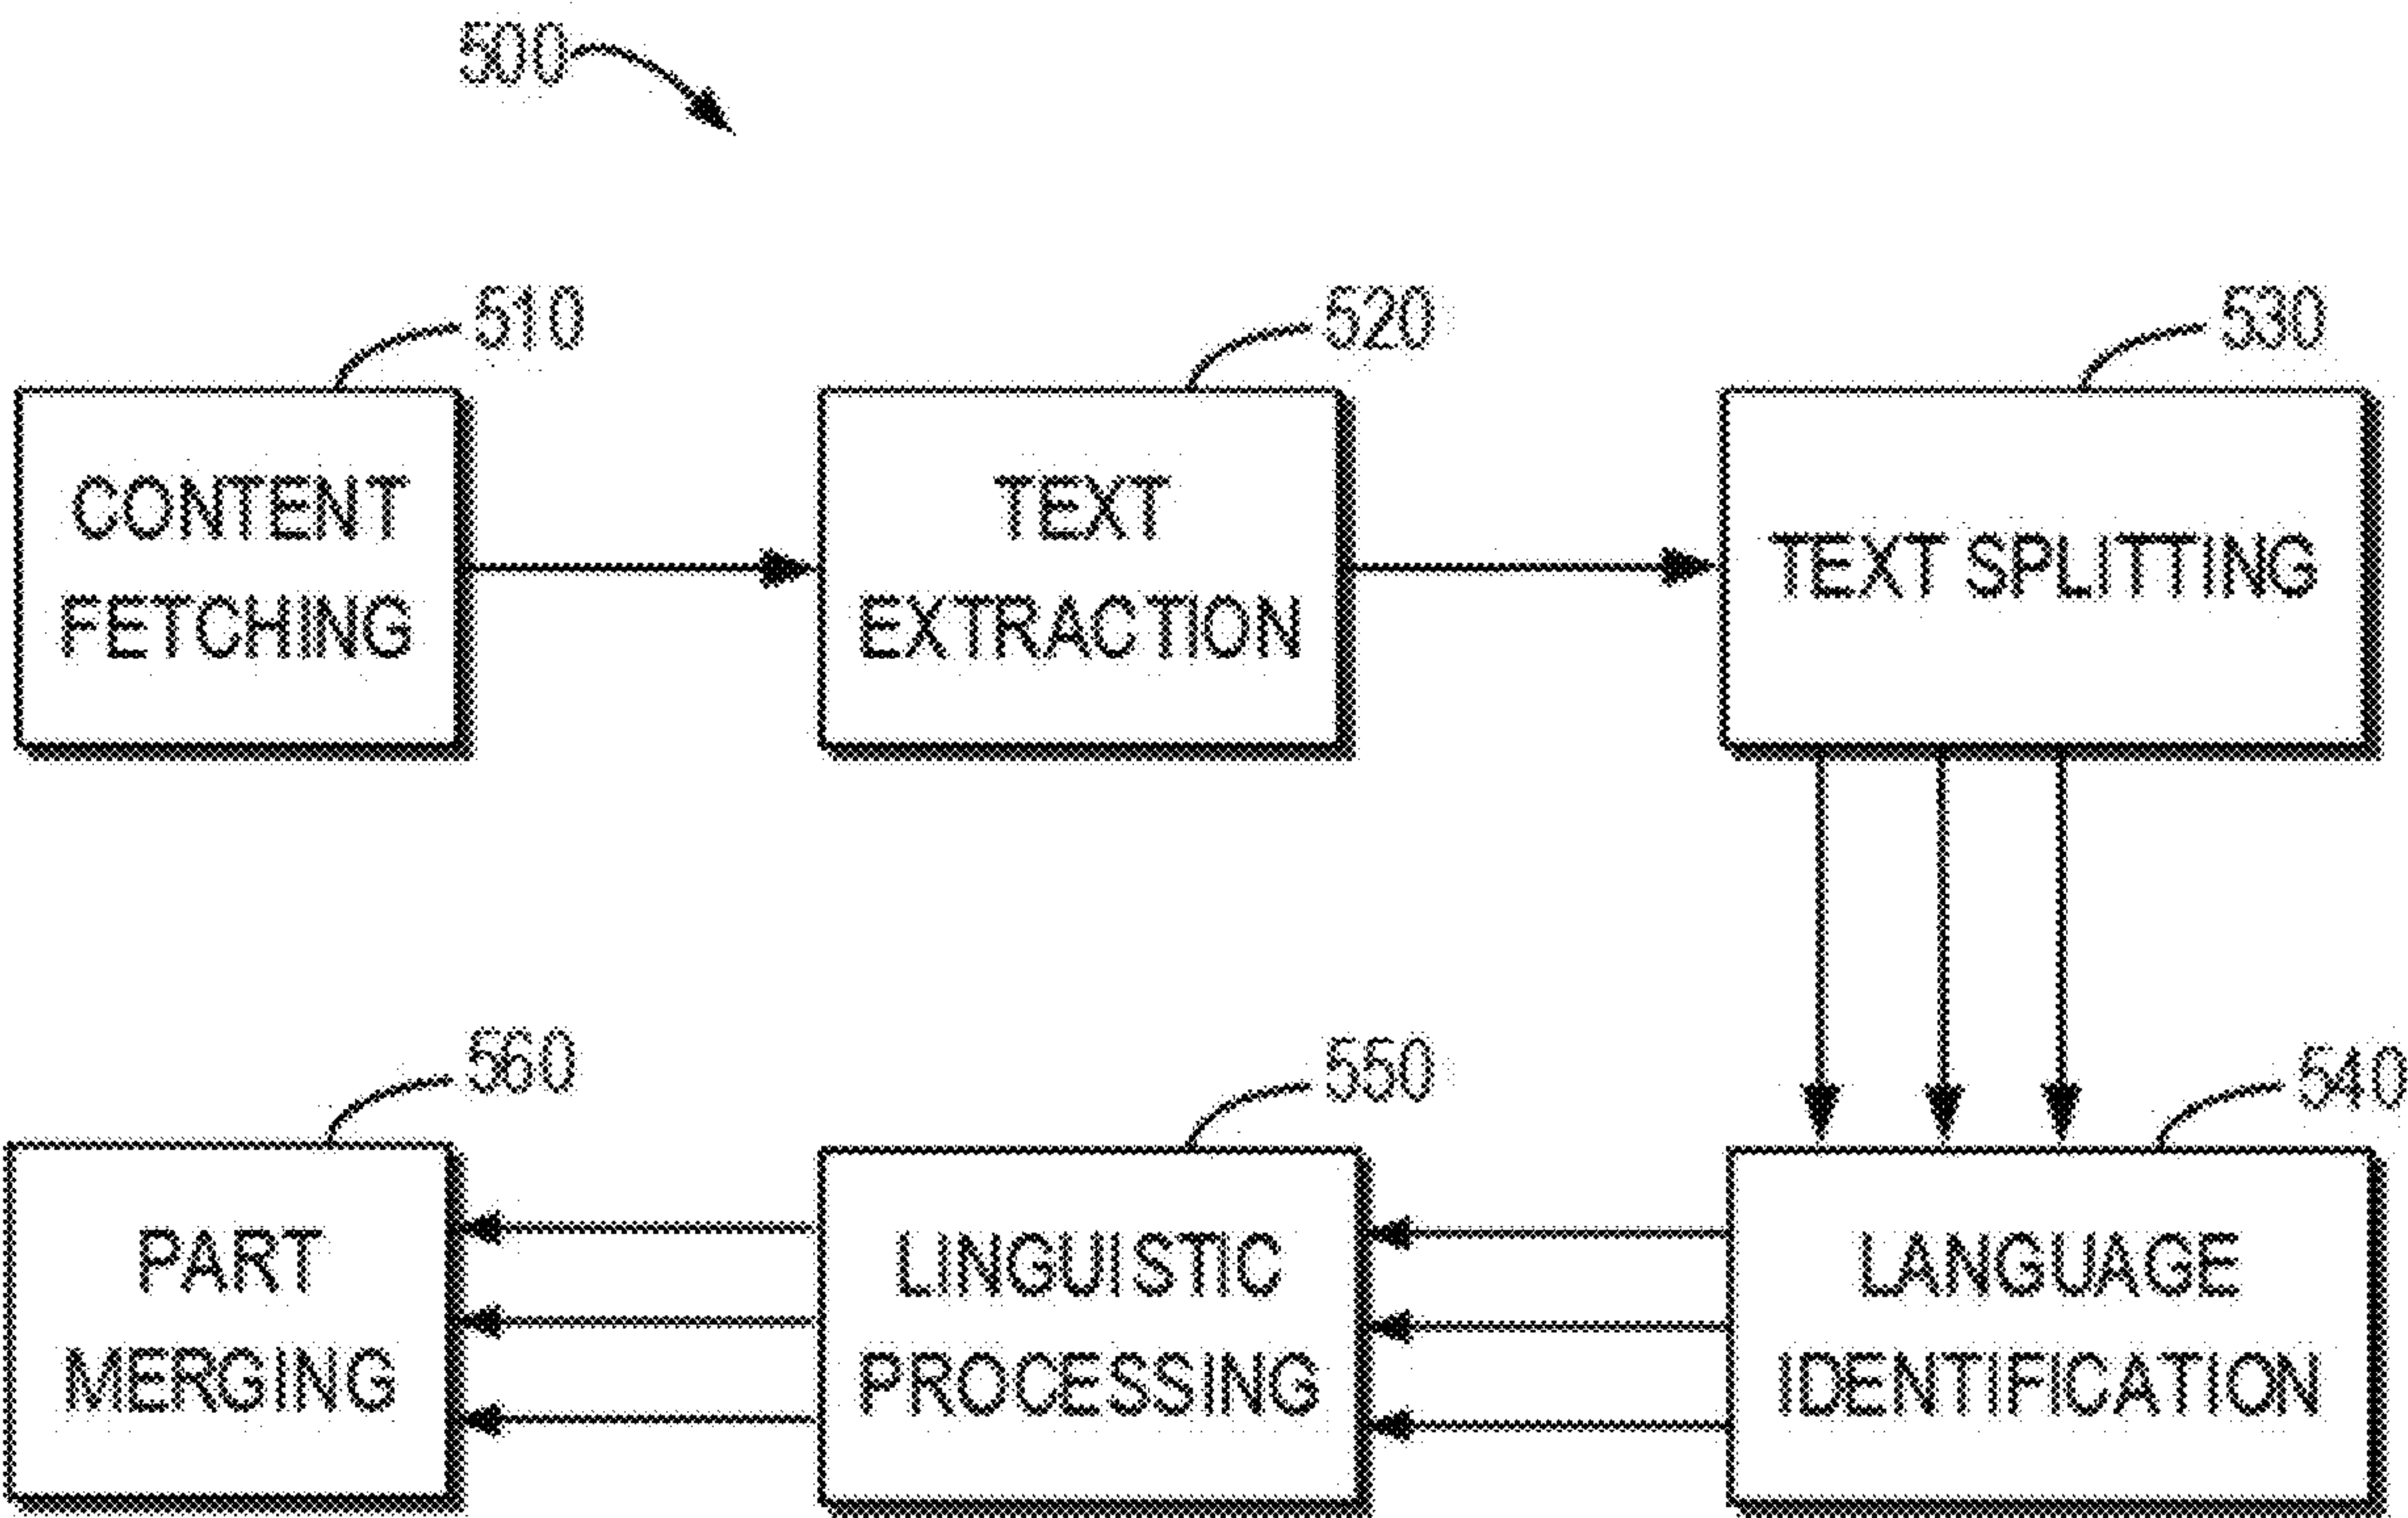 500
510
520
530
CONTENT
FETCHING
TEXT
EXTRACTION
TEXT SPLITTING
560
550
540
PART
MERGING
LINGUISTIC
PROCESSING
LANGUAGE
IDENTIFICATION